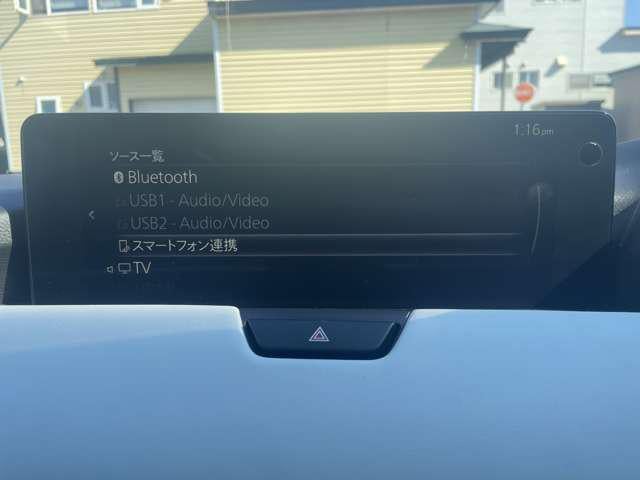 1:16pm
ソース一覧
Bluetooth
USB1 - Audio/Video
USB2 - Audio/Video
スマートフォン連携
TV